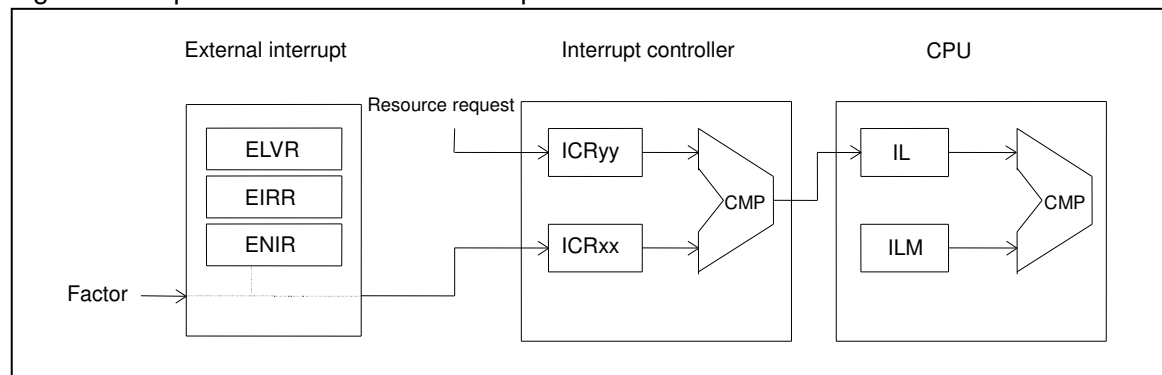 External interrupt
Interrupt controller
CPU
Resource request
ELVR
EIRR
ENIR
ICRyy
ICRxx
CMP
IL
ILM
CMP
Factor